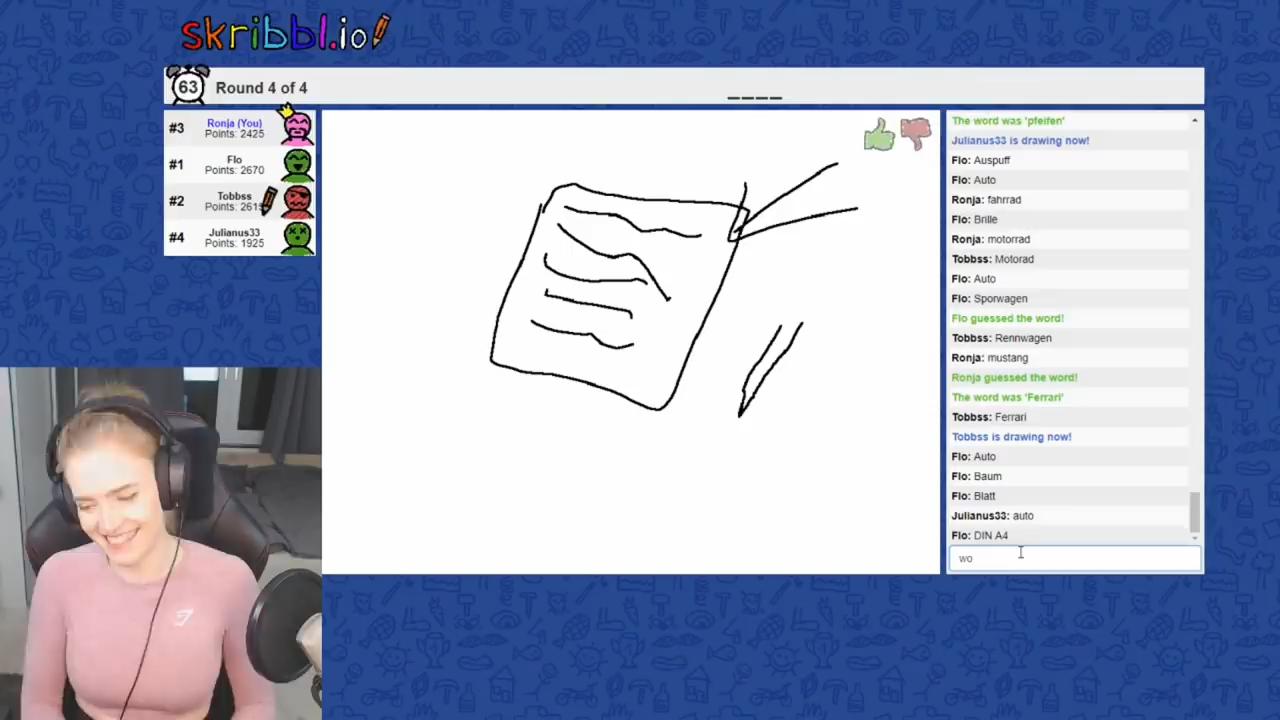 skribbl.io
63
Round 4 of 4
____
#3
Ronja (You)
Points: 2425
#1
Flo
Points: 2670
#2
Tobbss
Points: 2615
#4
Julianus33
Points: 1925
The word was 'pfeifen'
Julianus33 is drawing now!
Flo: Auspuff
Flo: Auto
Ronja: fahrrad
Flo: Brille
Ronja: motorrad
Tobbss: Motorad
Flo: Auto
Flo: Sporwagen
Flo guessed the word!
Tobbss: Rennwagen
Ronja: mustang
Ronja guessed the word!
The word was 'Ferrari'
Tobbss: Ferrari
Tobbss is drawing now!
Flo: Auto
Flo: Baum
Flo: Blatt
Julianus33: auto
Flo: DIN A4
wo